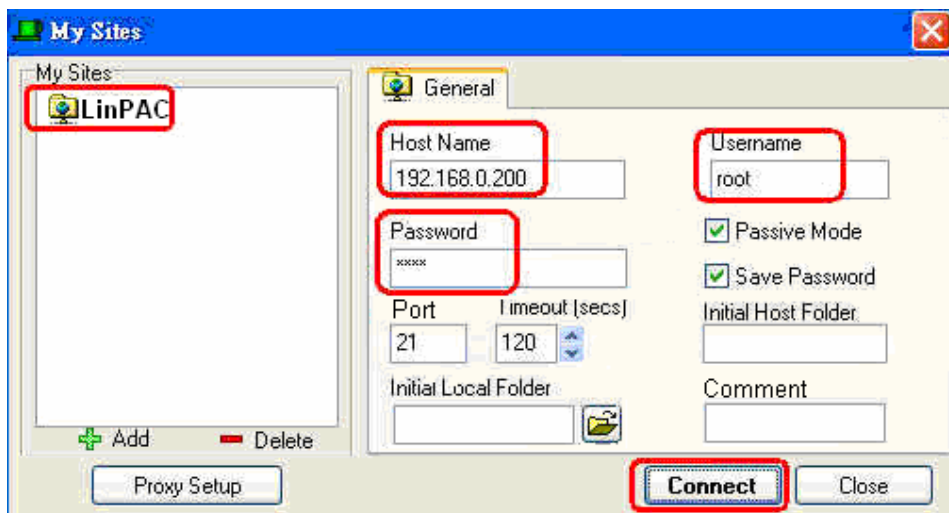 My Sites
My Sites
LinPAC
General
Host Name
Username
192.168.0.200
root
Password
Passive Mode
****
Save Password
Port
Timeout (secs)
Initial Host Folder
21
120
Initial Local Folder
Comment
Add
Delete
Proxy Setup
Connect
Close